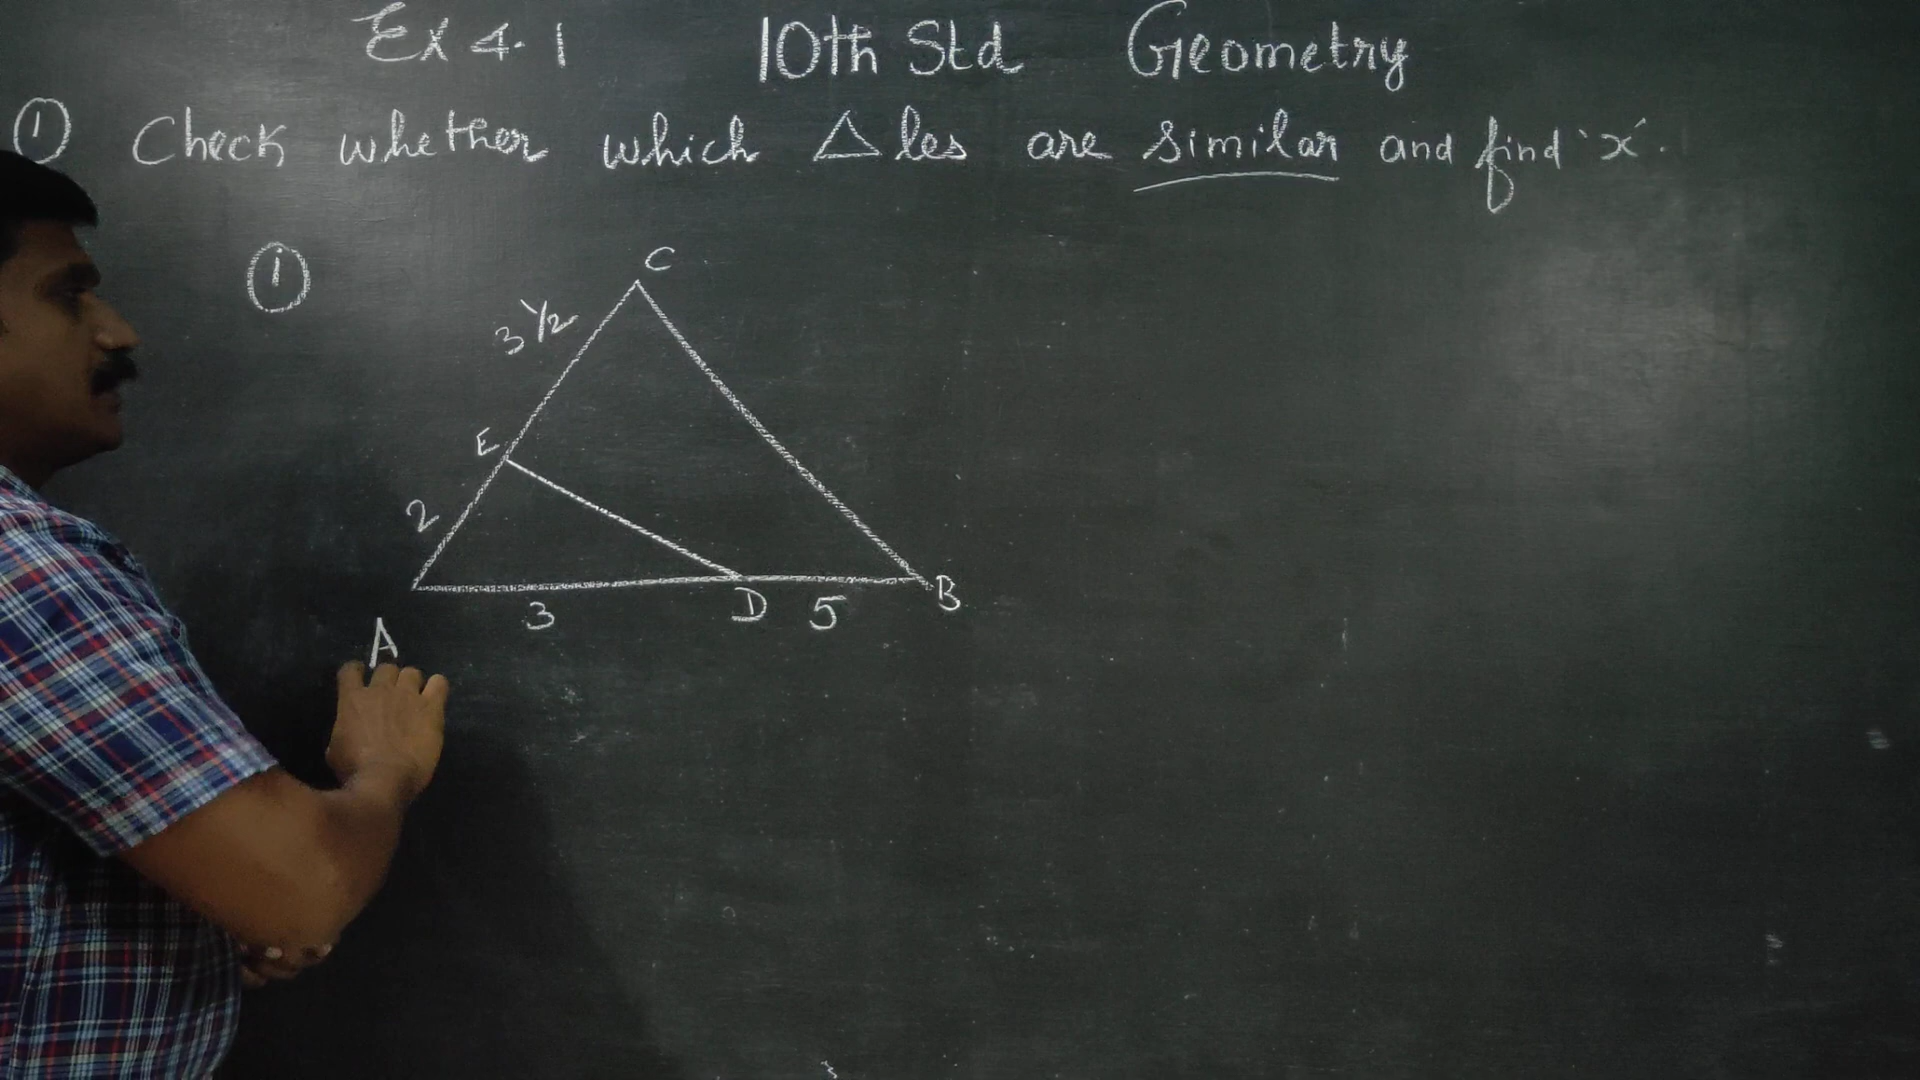 Ex 4.1 10th Std Geometry
① Check whether which △les are similar and find 'x'.
ⓘ
C
3 1/2
E
2
3 D 5 B
A